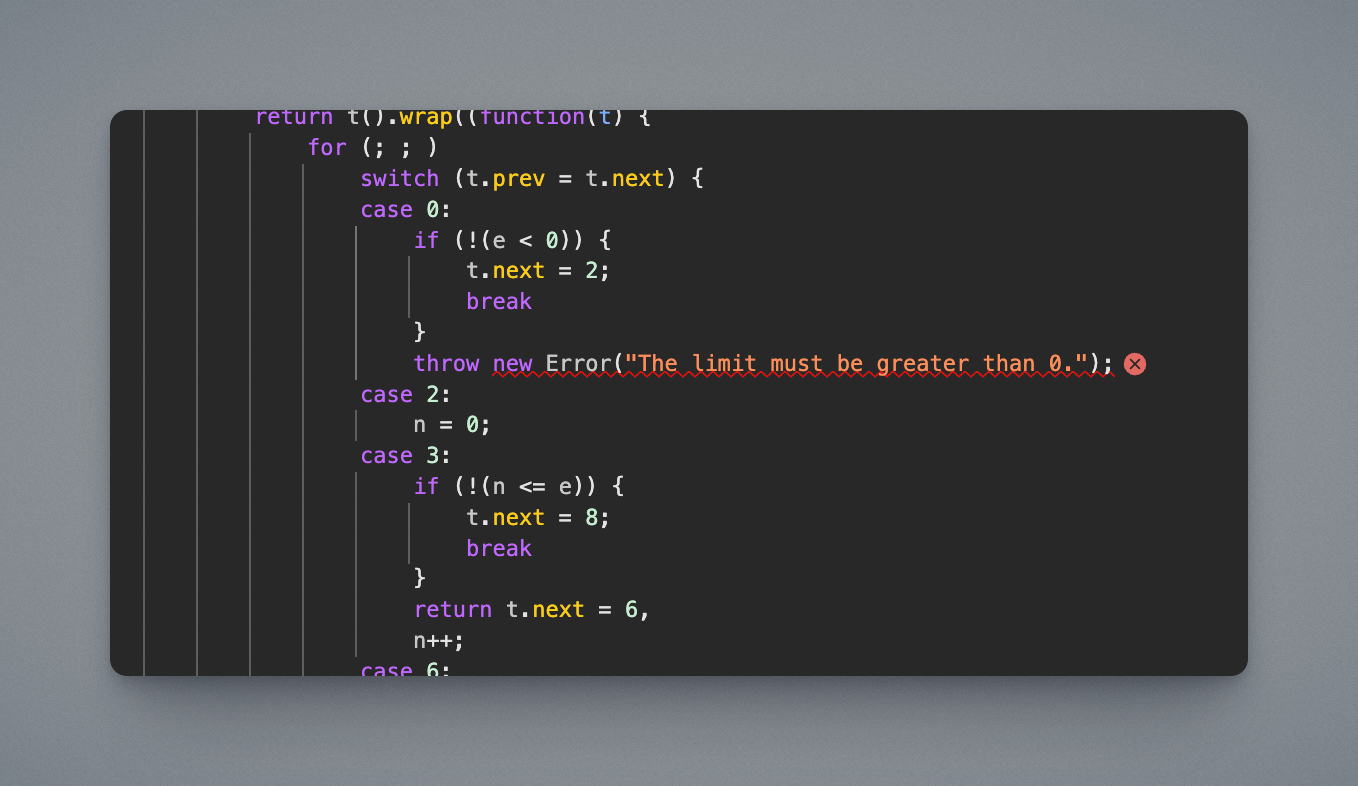 return t().wrap((function(t) {
for (; ; )
switch (t.prev = t.next) {
case 0:
if (!(e < 0)) {
t.next = 2;
break
}
throw new Error("The limit must be greater than 0.");
case 2:
n = 0;
case 3:
if (!(n <= e)) {
t.next = 8;
break
}
return t.next = 6,
n++;
case 6: